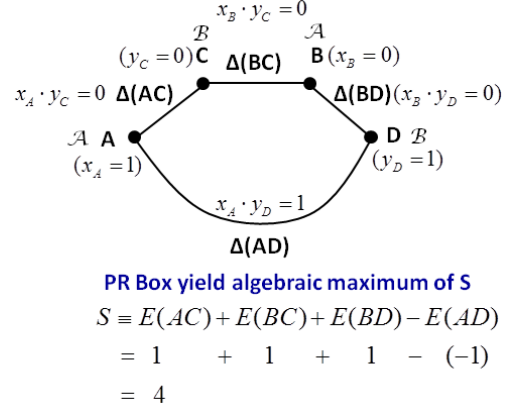 x_B · y_C = 0
ℬ 𝒜
(y_C = 0) C Δ(BC) B (x_B = 0)
x_A · y_C = 0 Δ(AC) Δ(BD) (x_B · y_D = 0)
𝒜 A D ℬ
(x_A = 1) (y_D = 1)
x_A · y_D = 1
Δ(AD)
PR Box yield algebraic maximum of S
S ≡ E(AC) + E(BC) + E(BD) − E(AD)
= 1 + 1 + 1 − (−1)
= 4